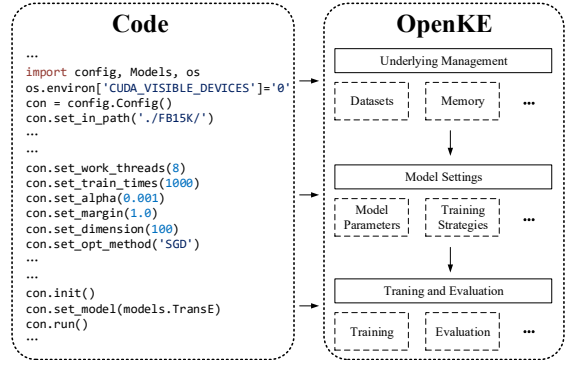 Code
…
import config, Models, os
os.environ['CUDA_VISIBLE_DEVICES']='0'
con = config.Config()
con.set_in_path('./FB15K/')
…
…
con.set_work_threads(8)
con.set_train_times(1000)
con.set_alpha(0.001)
con.set_margin(1.0)
con.set_dimension(100)
con.set_opt_method('SGD')
…
…
con.init()
con.set_model(models.TransE)
con.run()
…
OpenKE
Underlying Management
Datasets
Memory
…
Model Settings
Model
Parameters
Training
Strategies
…
Traning and Evaluation
Training
Evaluation
…